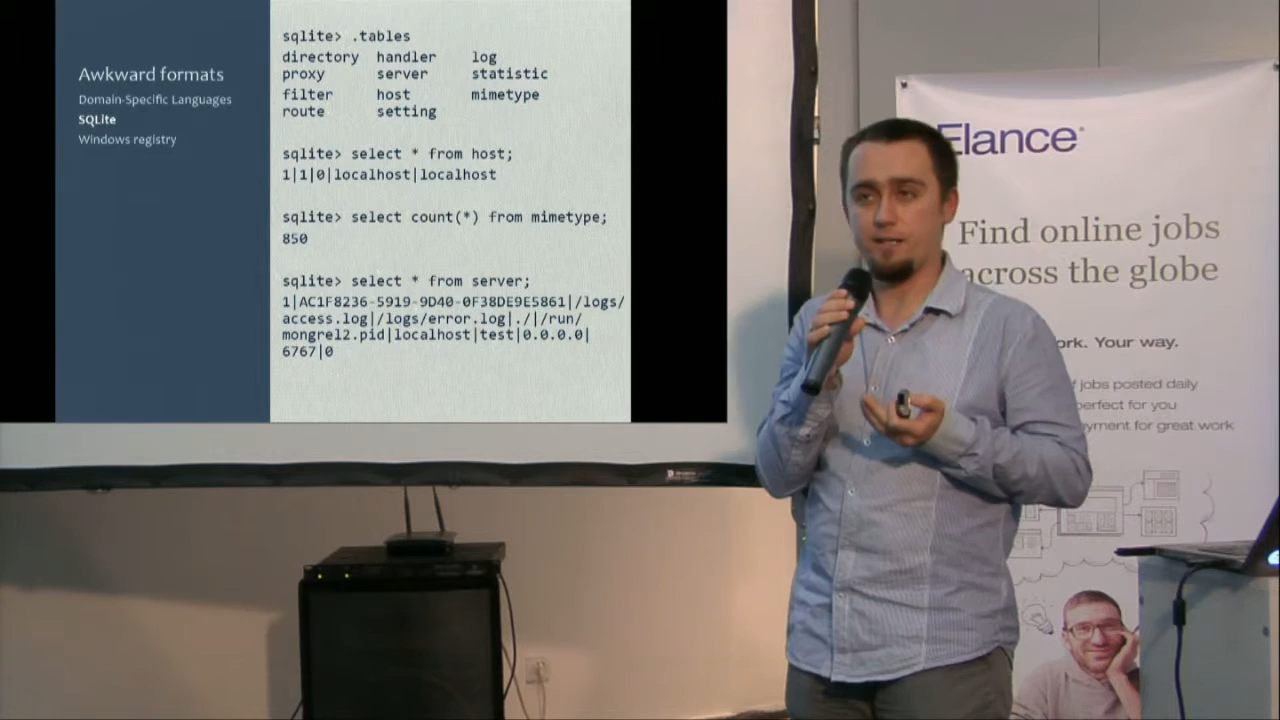 Awkward formats
Domain-Specific Languages
SQLite
Windows registry
sqlite> .tables
directory handler log
proxy server statistic
filter host mimetype
route setting
sqlite> select * from host;
1|1|0|localhost|localhost
sqlite> select count(*) from mimetype;
850
sqlite> select * from server;
1|AC1F8236-5919-9D40-0F38DE9E5861|/logs/
access.log|/logs/error.log|./|/run/
mongrel2.pid|localhost|test|0.0.0.0|
6767|0
Elance
Find online jobs
across the globe
ork. Your way.
f jobs posted daily
perfect for you
yment for great work